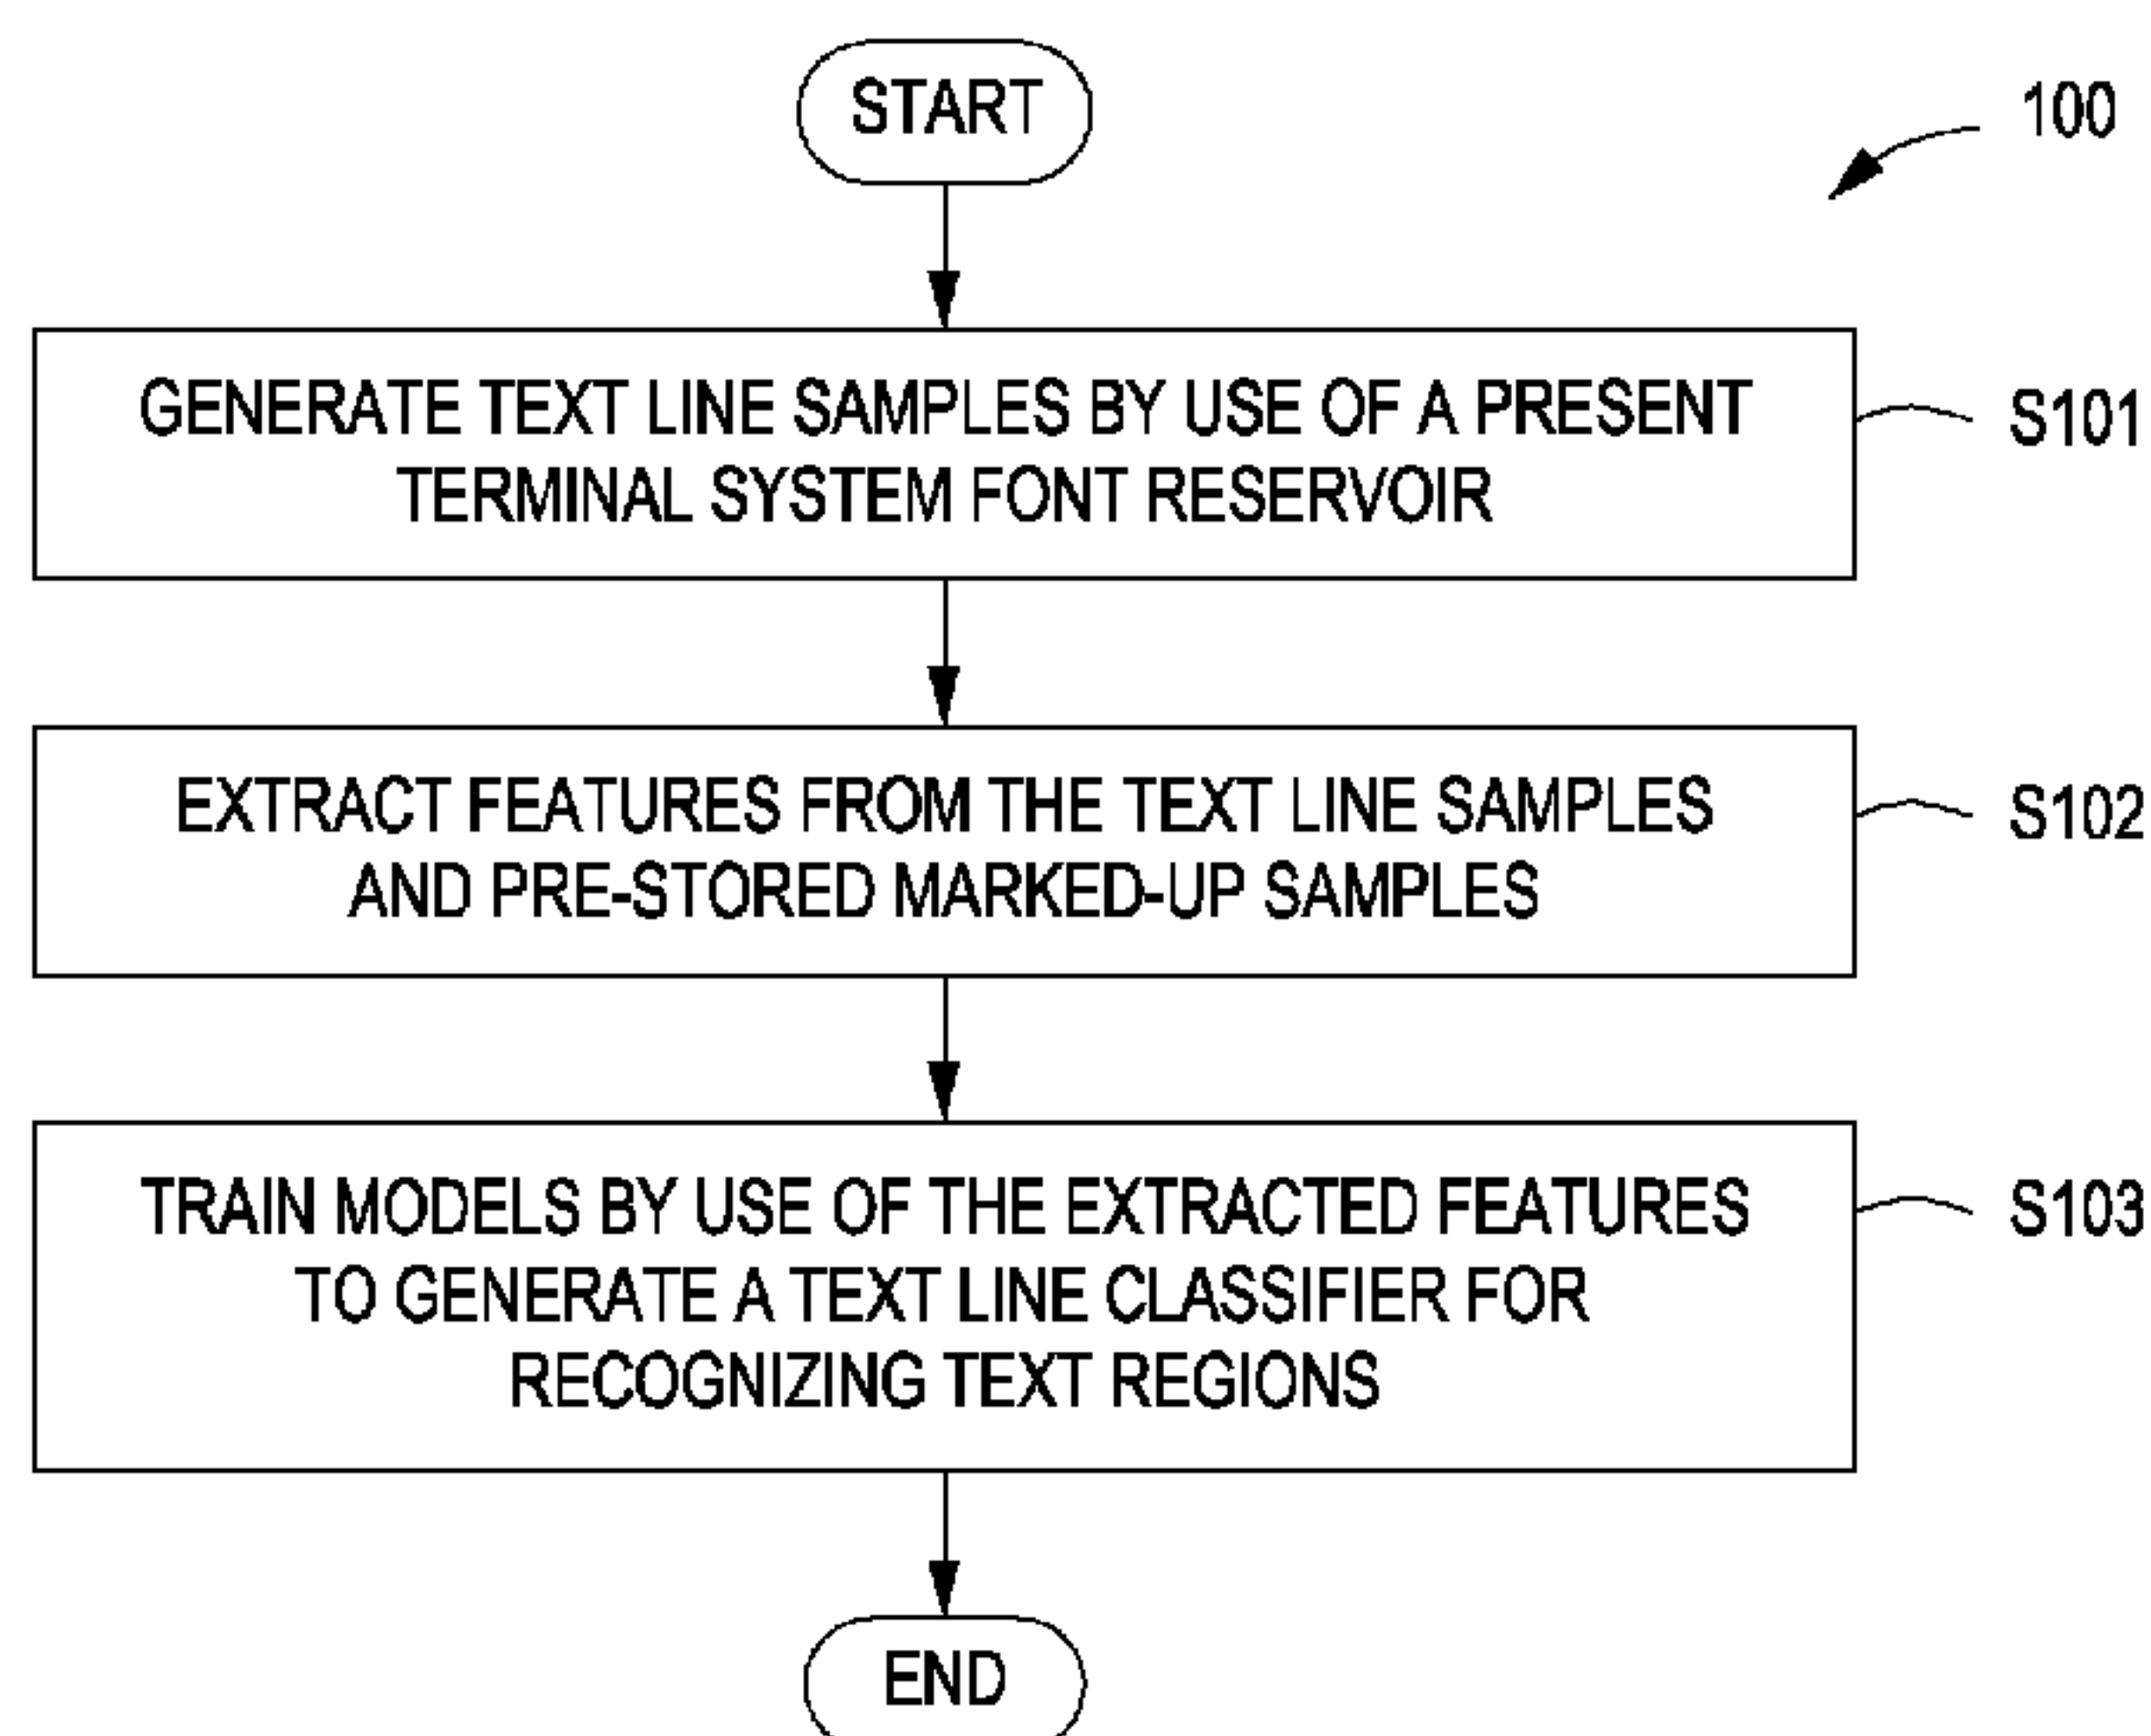 START
100
GENERATE TEXT LINE SAMPLES BY USE OF A PRESENT
TERMINAL SYSTEM FONT RESERVOIR
S101
EXTRACT FEATURES FROM THE TEXT LINE SAMPLES
AND PRE-STORED MARKED-UP SAMPLES
S102
TRAIN MODELS BY USE OF THE EXTRACTED FEATURES
TO GENERATE A TEXT LINE CLASSIFIER FOR
RECOGNIZING TEXT REGIONS
S103
END